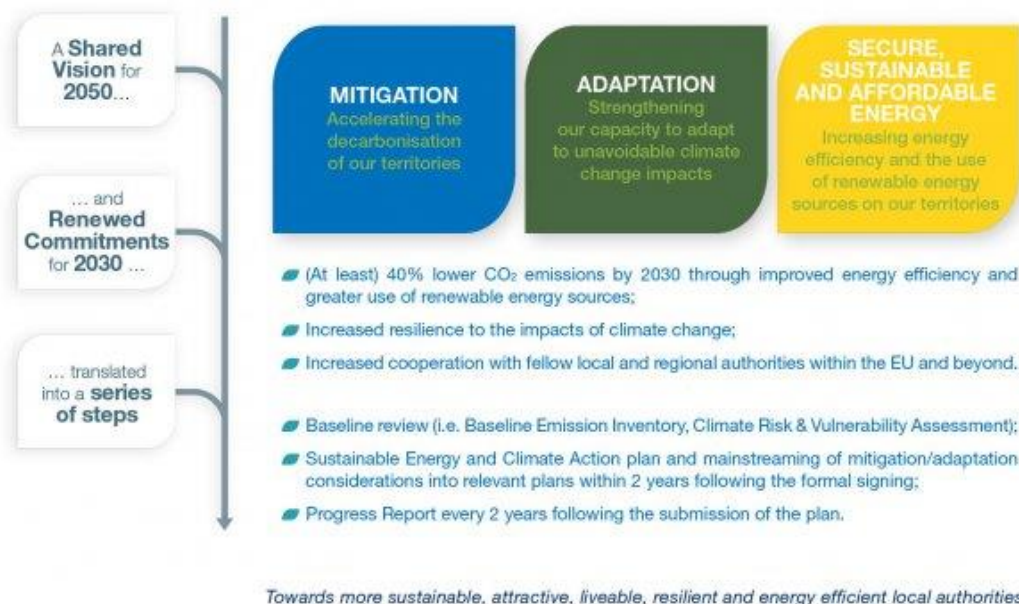 A Shared
Vision for
2050...
MITIGATION
Accelerating the
decarbonisation
of our territories
ADAPTATION
Strengthening
our capacity to adapt
to unavoidable climate
change impacts
SECURE,
SUSTAINABLE
AND AFFORDABLE
ENERGY
Increasing energy
efficiency and the use
of renewable energy
sources on our territories
... and
Renewed
Commitments
for 2030 ...
(At least) 40% lower CO₂ emissions by 2030 through improved energy efficiency and
greater use of renewable energy sources;
Increased resilience to the impacts of climate change;
Increased cooperation with fellow local and regional authorities within the EU and beyond.
... translated
into a series
of steps
Baseline review (i.e. Baseline Emission Inventory, Climate Risk & Vulnerability Assessment);
Sustainable Energy and Climate Action plan and mainstreaming of mitigation/adaptation
considerations into relevant plans within 2 years following the formal signing;
Progress Report every 2 years following the submission of the plan.
Towards more sustainable, attractive, liveable, resilient and energy efficient local authorities